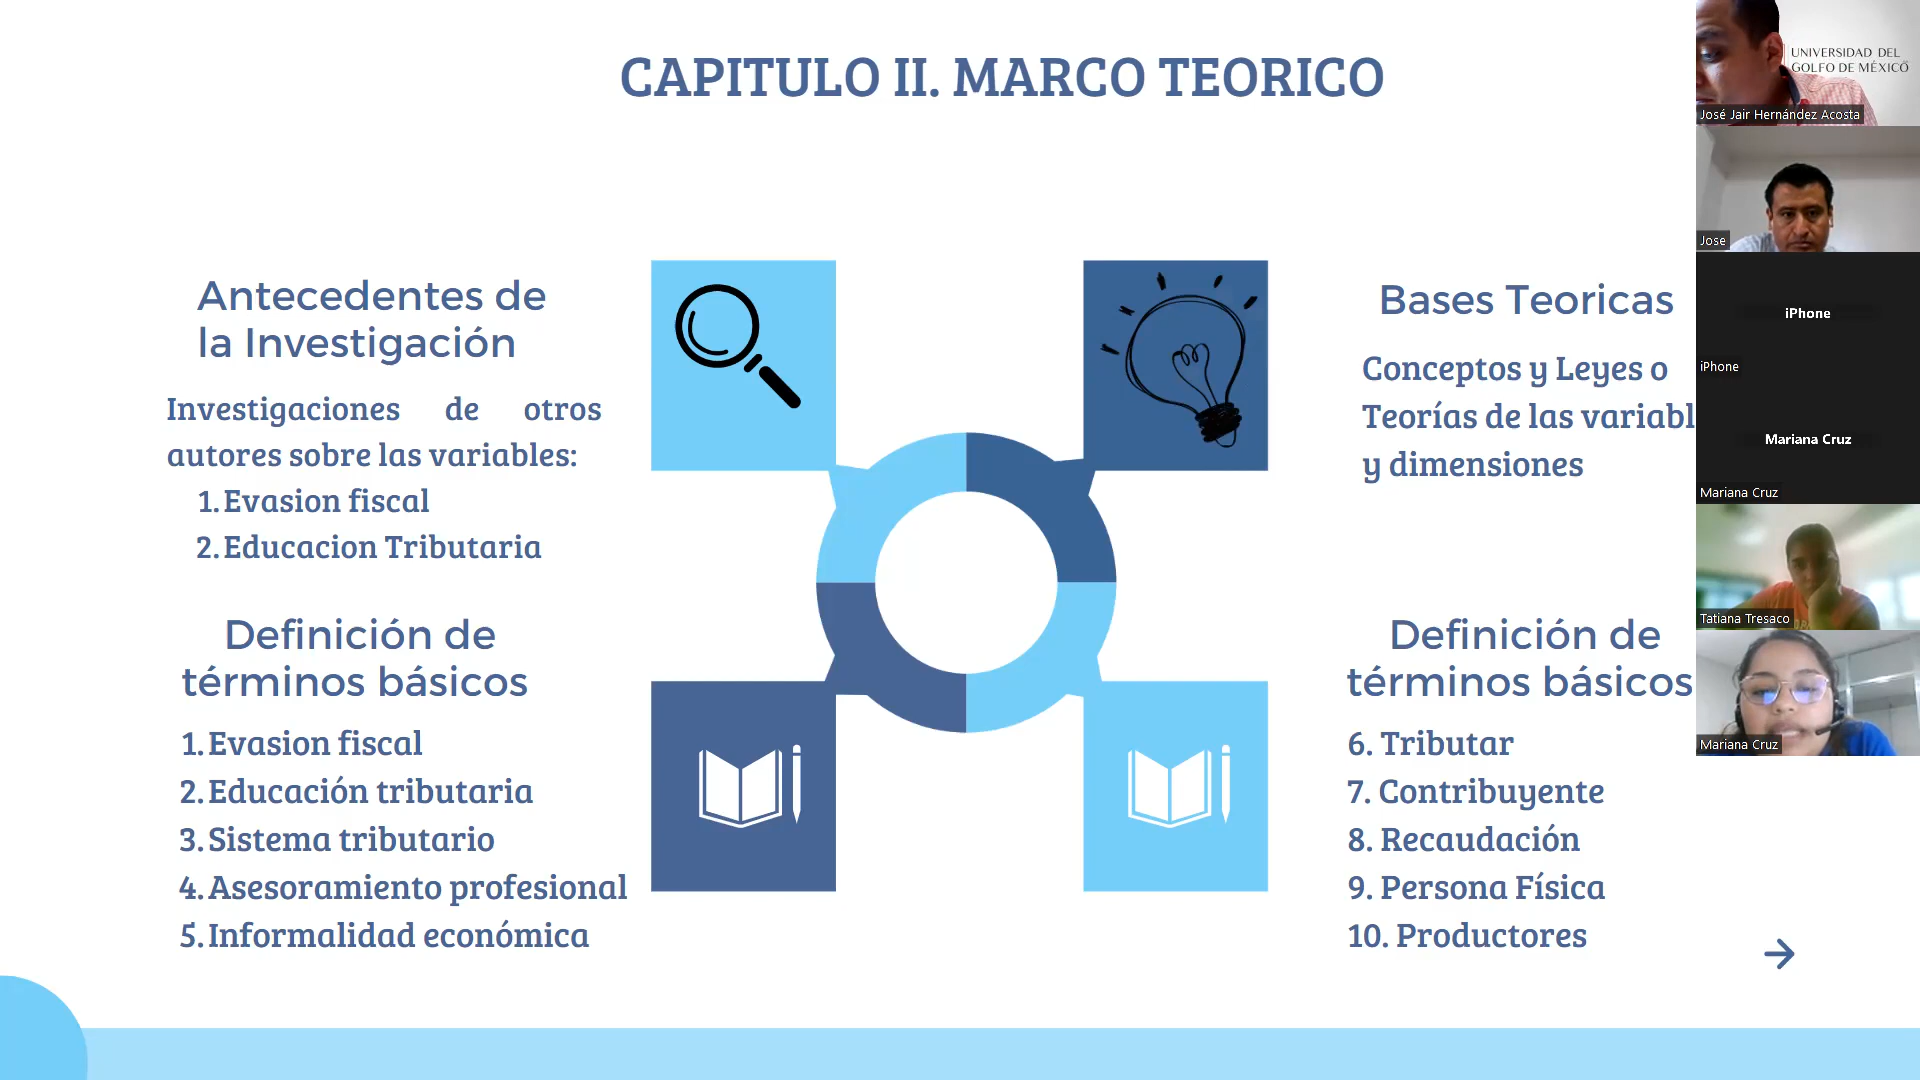 CAPITULO II. MARCO TEORICO
Antecedentes de
la Investigación
Investigaciones de otros
autores sobre las variables:
1. Evasion fiscal
2. Educacion Tributaria
Bases Teoricas
Conceptos y Leyes o
Teorías de las variabl
y dimensiones
Definición de
términos básicos
1. Evasion fiscal
2. Educación tributaria
3. Sistema tributario
4. Asesoramiento profesional
5. Informalidad económica
Definición de
términos básicos
6. Tributar
7. Contribuyente
8. Recaudación
9. Persona Física
10. Productores
UNIVERSIDAD DEL
GOLFO DE MÉXICO
José Jair Hernández Acosta
Jose
iPhone
iPhone
Mariana Cruz
Mariana Cruz
Tatiana Tresaco
Mariana Cruz